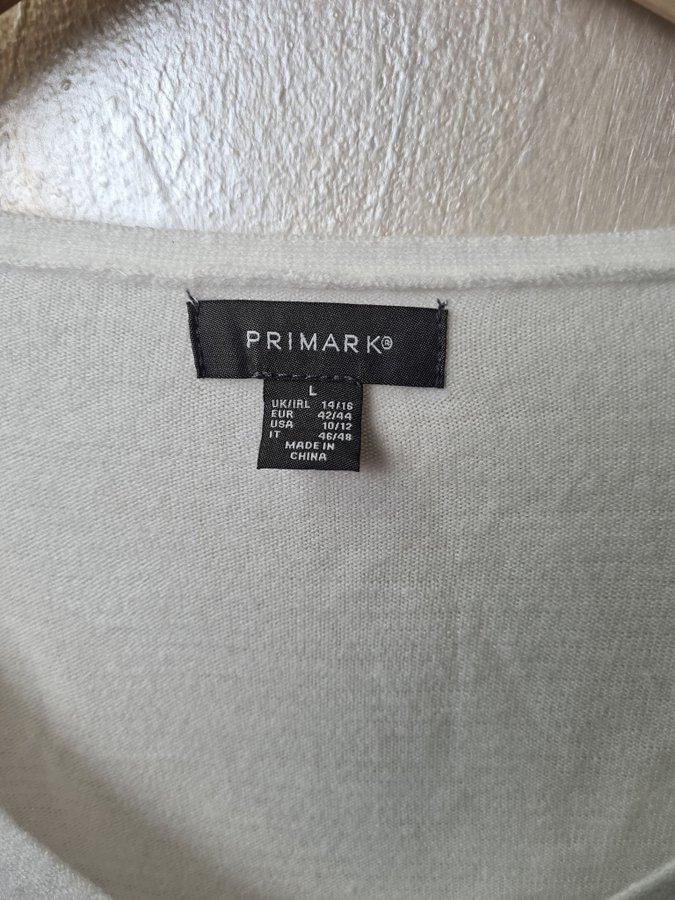 PRIMARK®
L
UK/IRL 14/16
EUR 42/44
USA 10/12
IT 46/48
MADE IN
CHINA